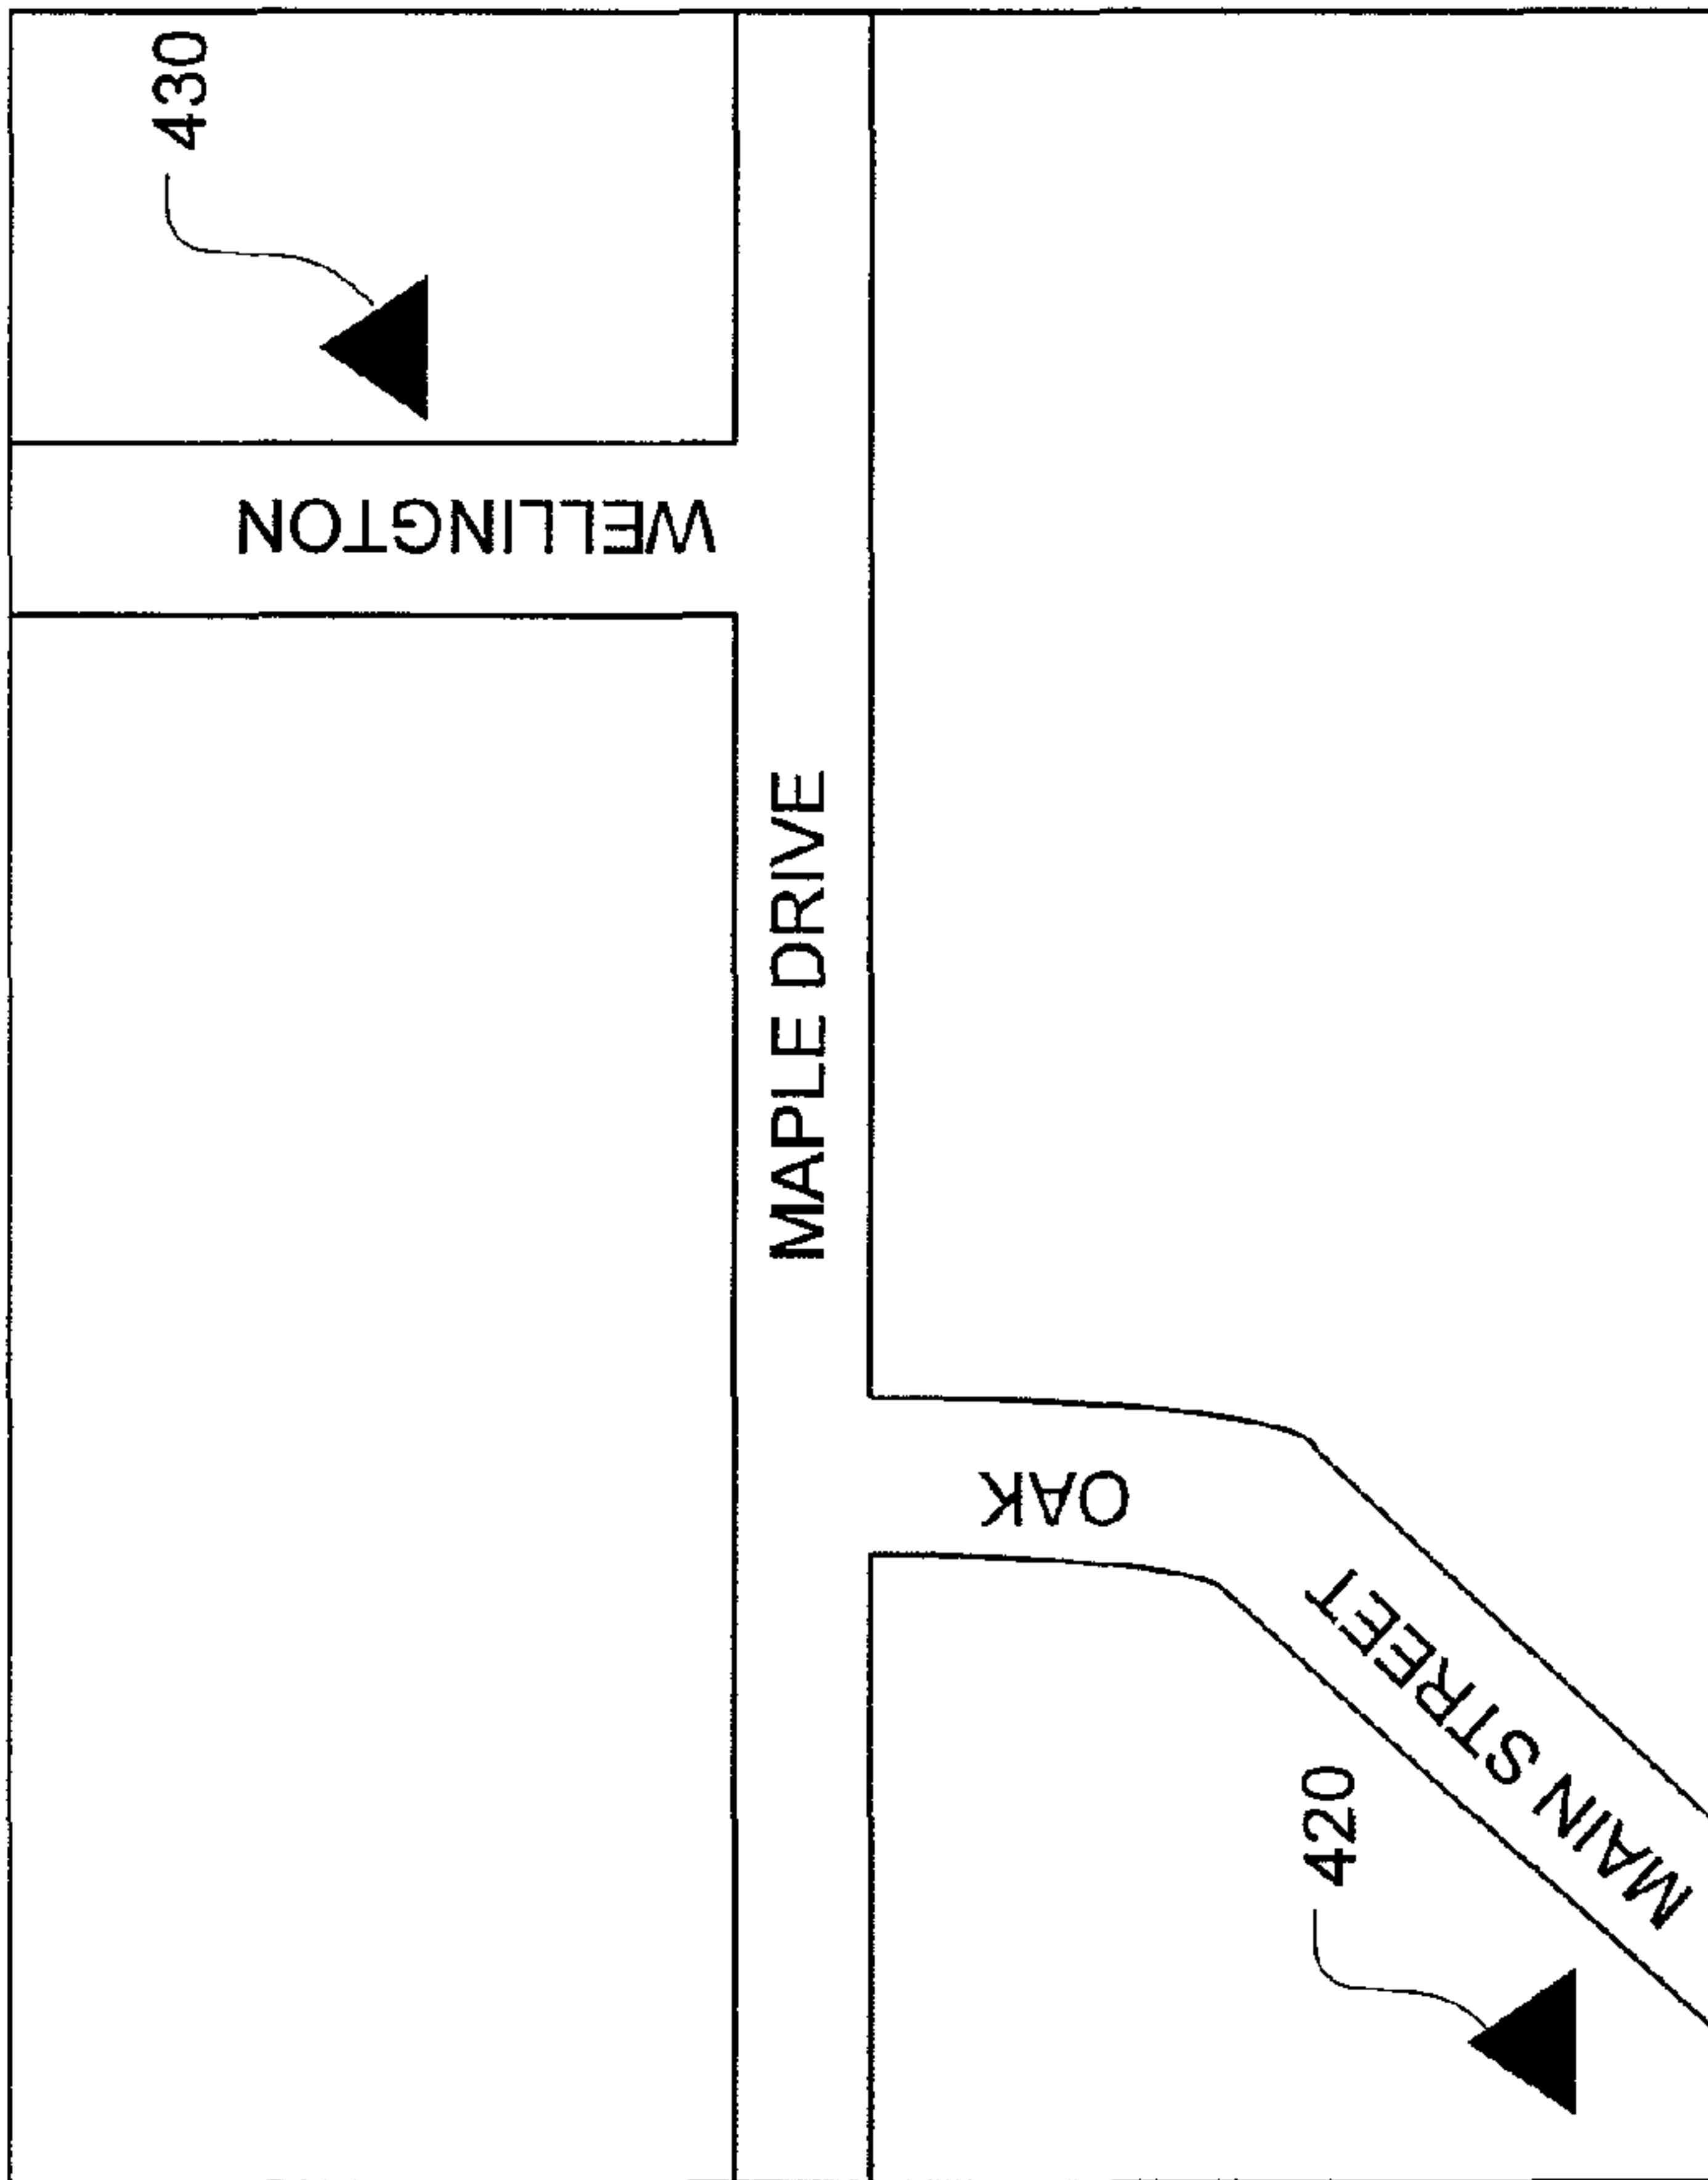 430
WELLINGTON
MAPLE DRIVE
OAK
MAIN STREET
420